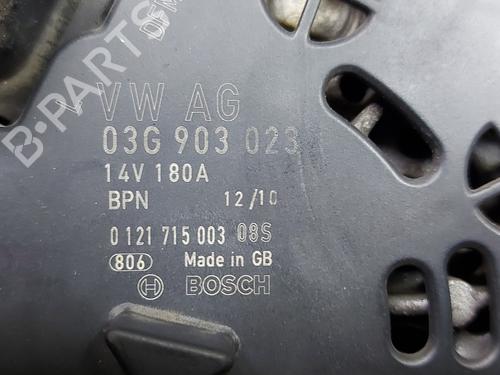 VW AG
03G 903 023
14V 180A
BPN 12/10
0 121 715 003 08S
806 Made in GB
BOSCH
B-PARTS